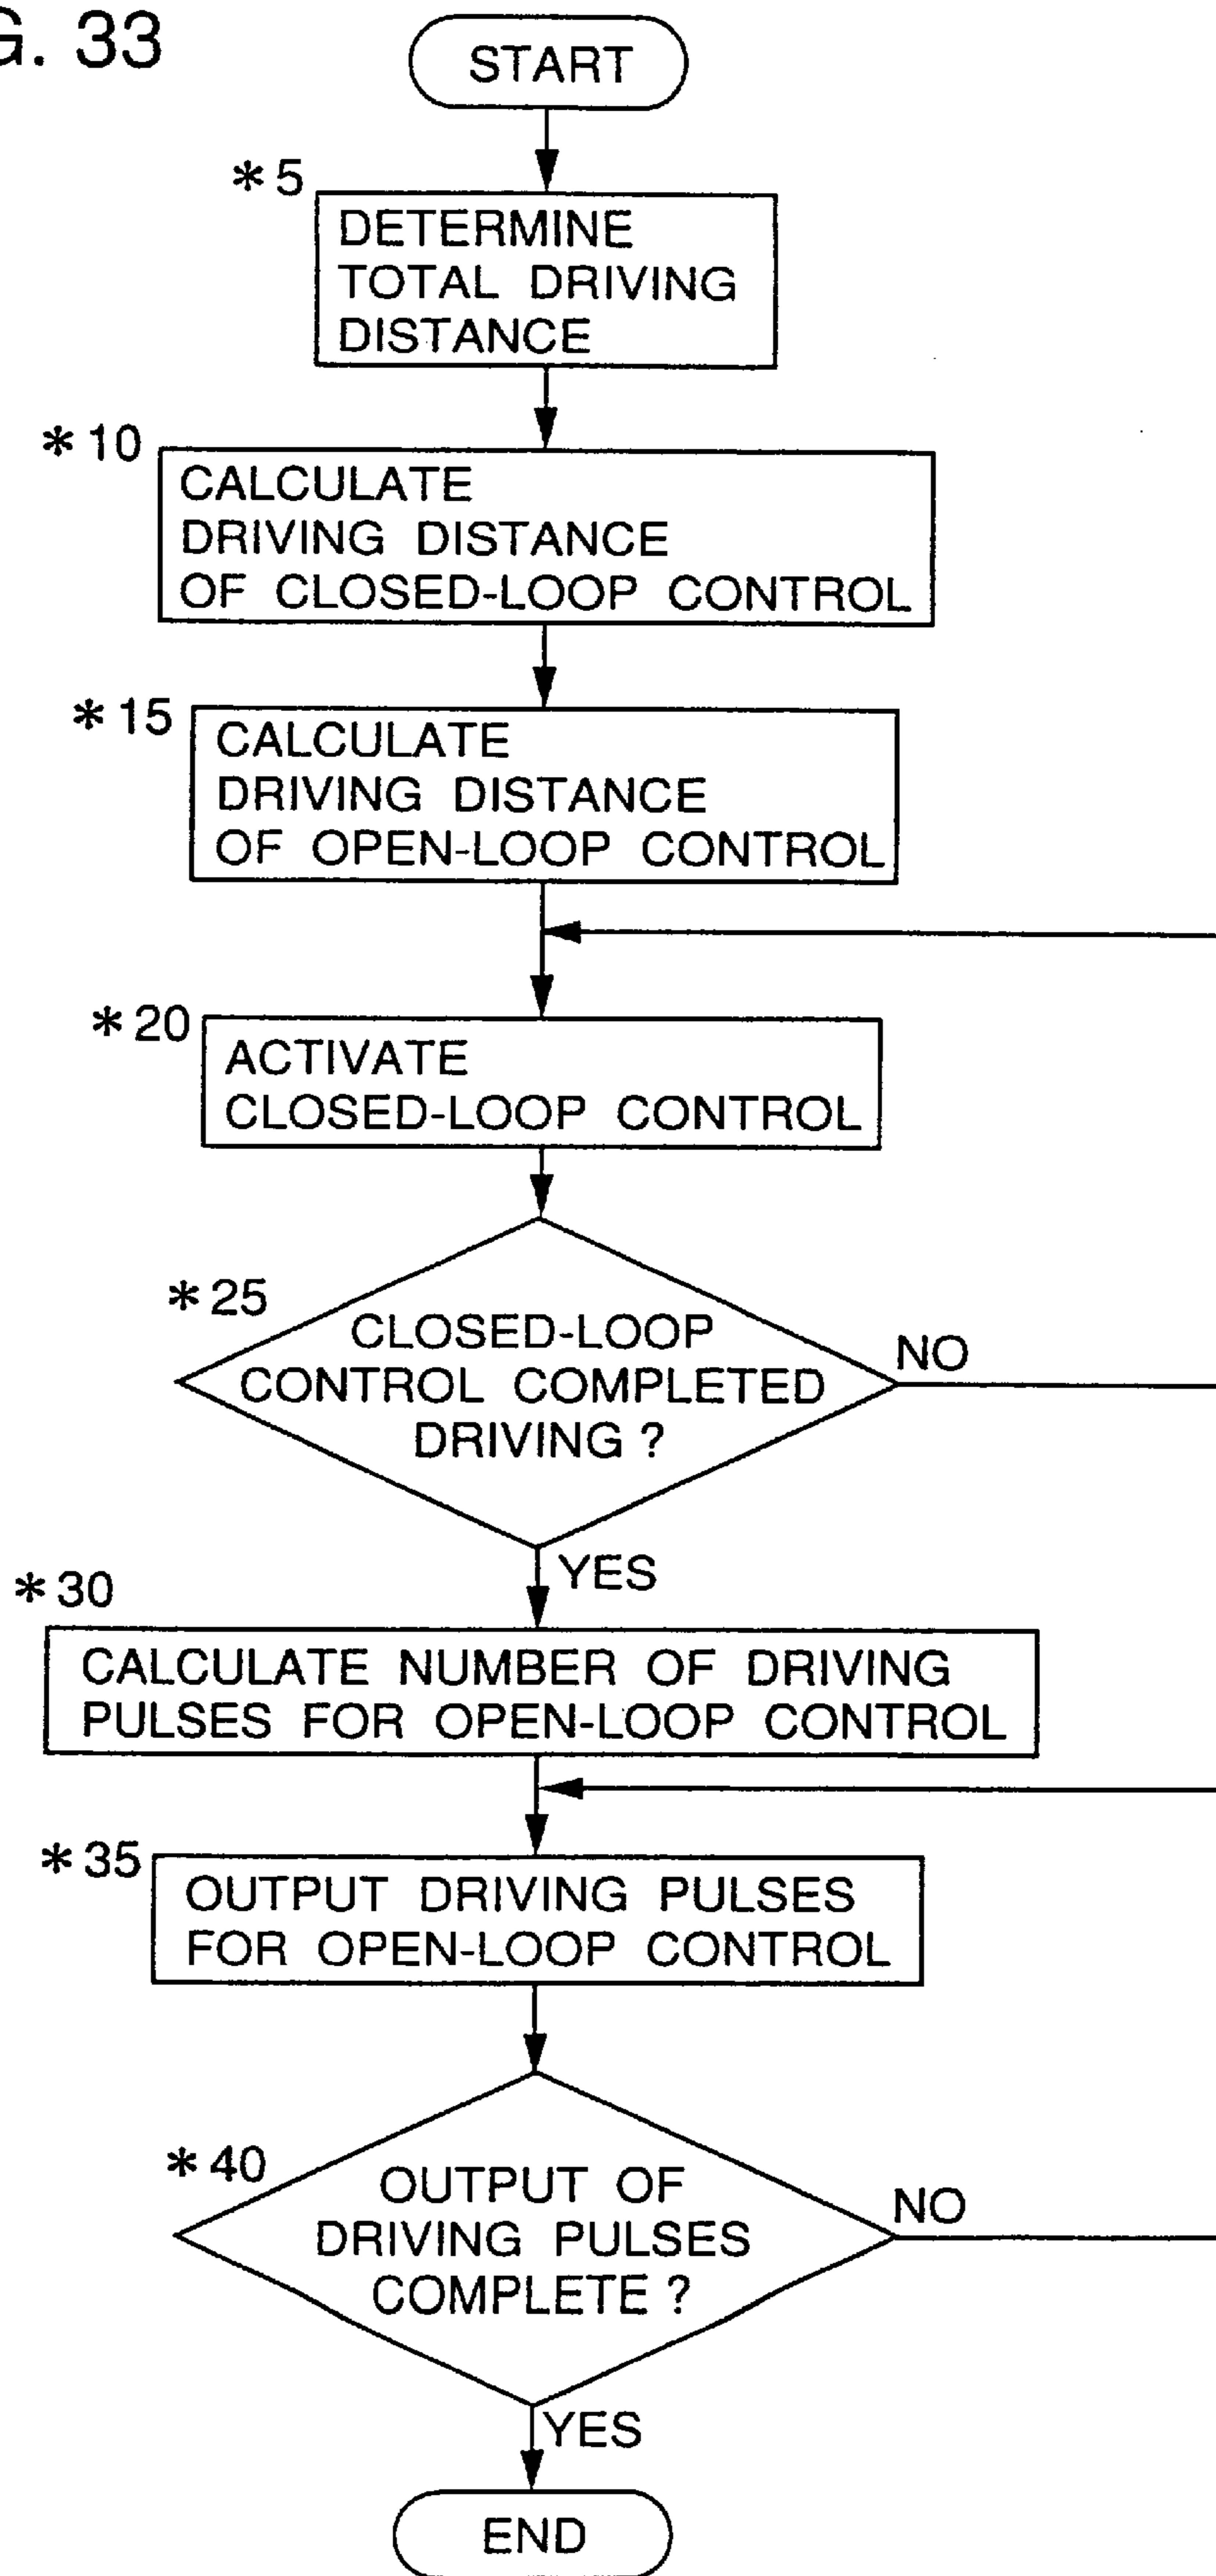 G. 33
START
*5
DETERMINE
TOTAL DRIVING
DISTANCE
*10
CALCULATE
DRIVING DISTANCE
OF CLOSED-LOOP CONTROL
*15
CALCULATE
DRIVING DISTANCE
OF OPEN-LOOP CONTROL
*20
ACTIVATE
CLOSED-LOOP CONTROL
*25
CLOSED-LOOP
CONTROL COMPLETED
DRIVING ?
NO
YES
*30
CALCULATE NUMBER OF DRIVING
PULSES FOR OPEN-LOOP CONTROL
*35
OUTPUT DRIVING PULSES
FOR OPEN-LOOP CONTROL
*40
OUTPUT OF
DRIVING PULSES
COMPLETE ?
NO
YES
END